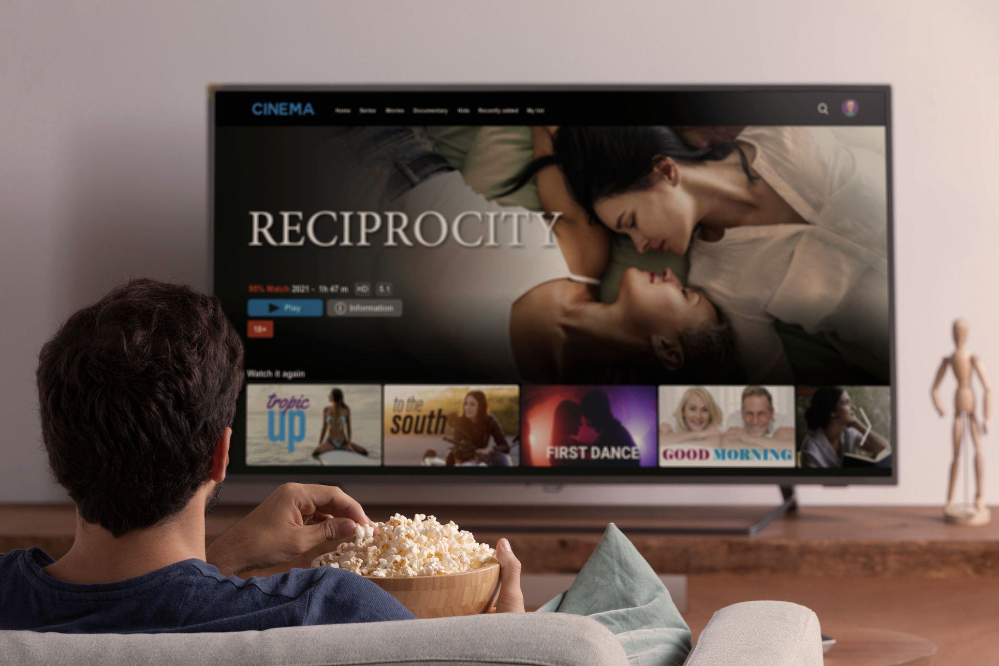 CINEMA Home Series Movies Documentary Kids Recently added My list
RECIPROCITY
95% Match 2021 - 1h 47 m HD 5.1
Play Information
18+
Watch it again
tropic
up
to the
south
FIRST DANCE
GOOD MORNING